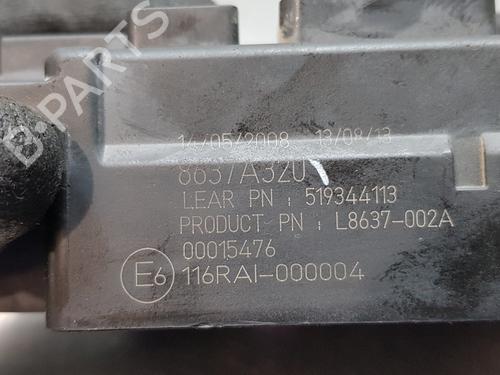 B-PARTS
14/05/2008 13/08/13
8637A320
LEAR PN : 519344113
PRODUCT PN : L8637-002A
00015476
E6 116RAI-000004